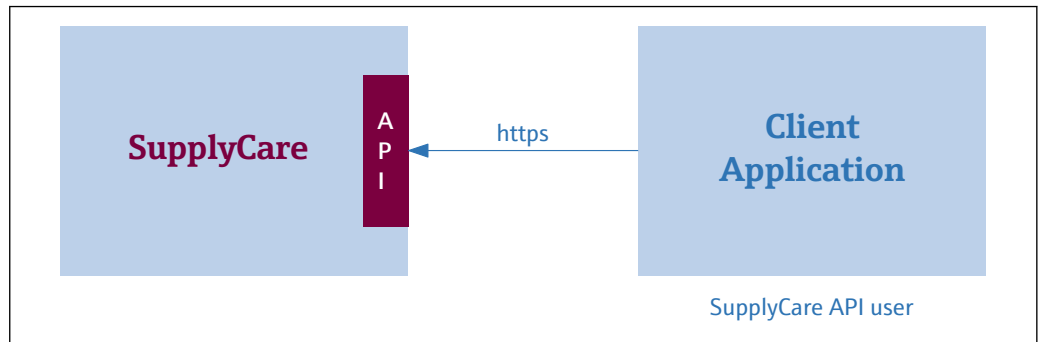 SupplyCare
A
P
I
https
Client
Application
SupplyCare API user